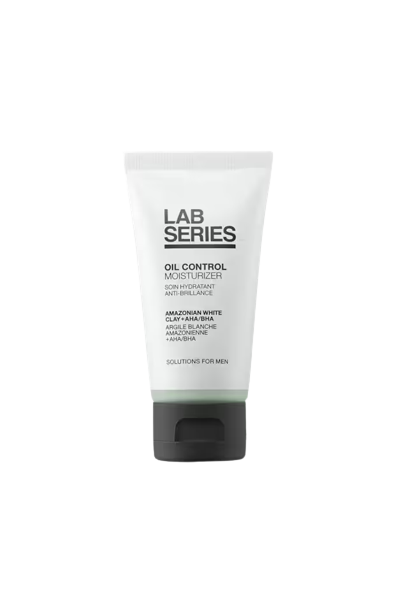 LAB
SERIES
OIL CONTROL
MOISTURIZER
SOIN HYDRATANT
ANTI-BRILLANCE
AMAZONIAN WHITE
CLAY+AHA/BHA
ARGILE BLANCHE
AMAZONIENNE
+AHA/BHA
SOLUTIONS FOR MEN